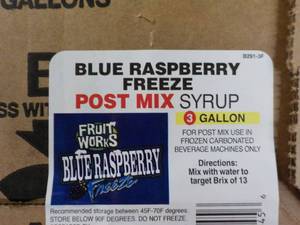 GALLONS
B291-3F
BLUE RASPBERRY
FREEZE
POST MIX SYRUP
3 GALLON
FOR POST MIX USE IN
FROZEN CARBONATED
BEVERAGE MACHINES ONLY
FRUIT
WORKS
BLUE RASPBERRY
Freeze
Directions:
Mix with water to
target Brix of 13
Recommended storage between 45F-70F degrees.
STORE BELOW 90F DEGREES. DO NOT FREEZE.